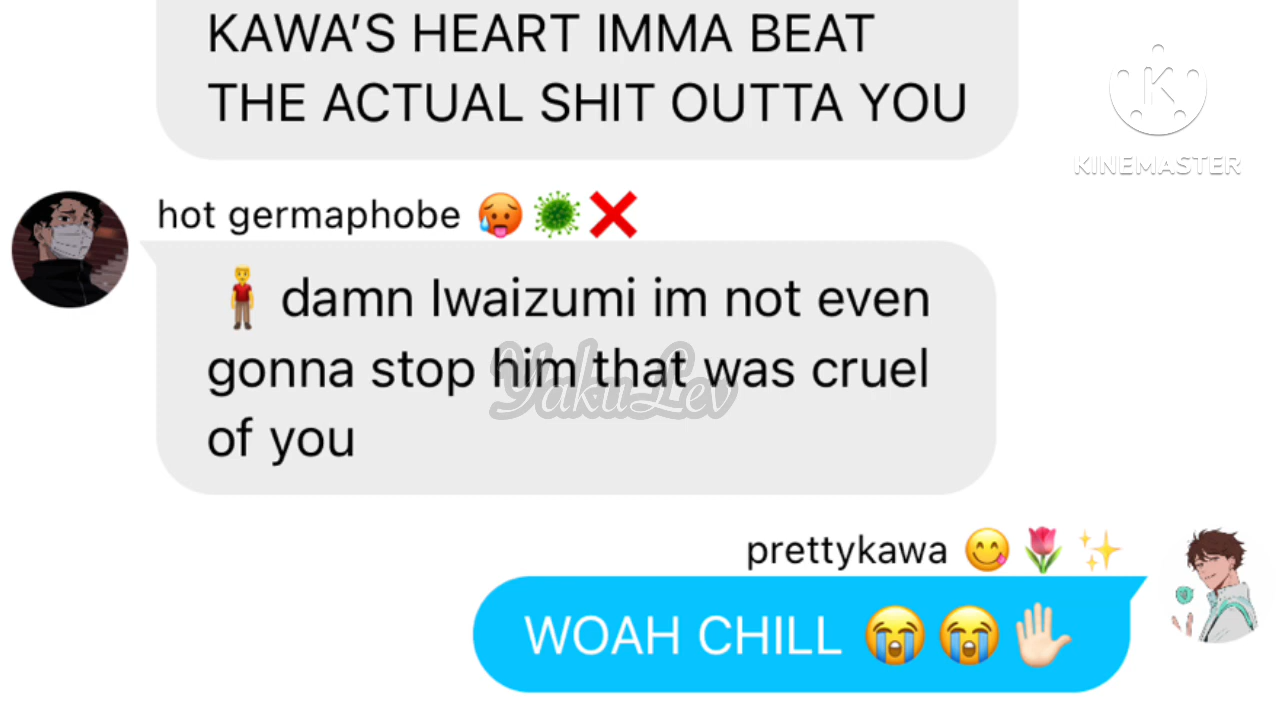 KAWA'S HEART IMMA BEAT
THE ACTUAL SHIT OUTTA YOU
K
KINEMASTER
hot germaphobe 🥵🦠❌
🧍‍♂️ damn Iwaizumi im not even
gonna stop him that was cruel
of you
YakuLev
prettykawa 😋🌷✨
WOAH CHILL 😭😭🤚🏻